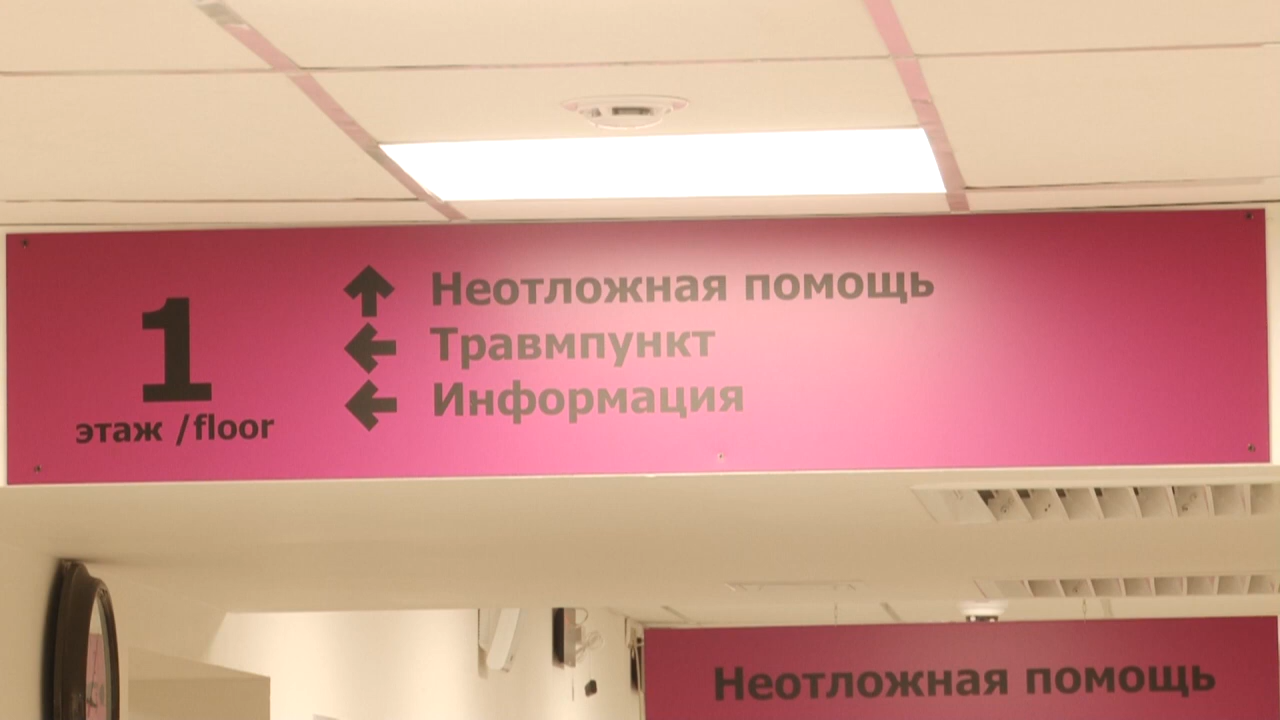 1
этаж /floor
Неотложная помощь
Травмпункт
Информация
Неотложная помощь